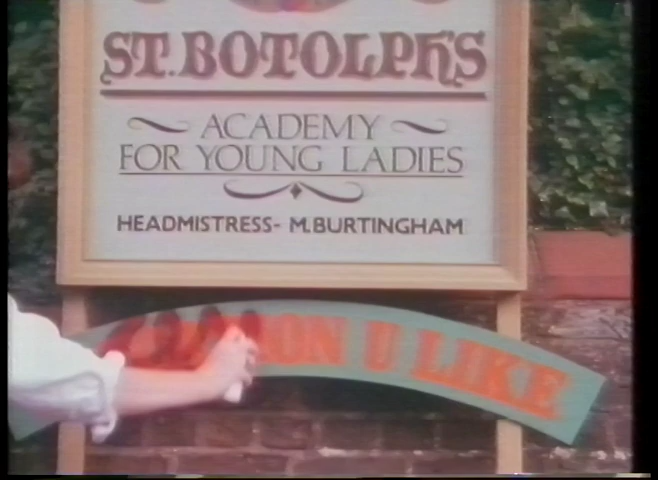 ST. BOTOLPHS
ACADEMY
FOR YOUNG LADIES
HEADMISTRESS- M.BURTINGHAM
ON U LIKE